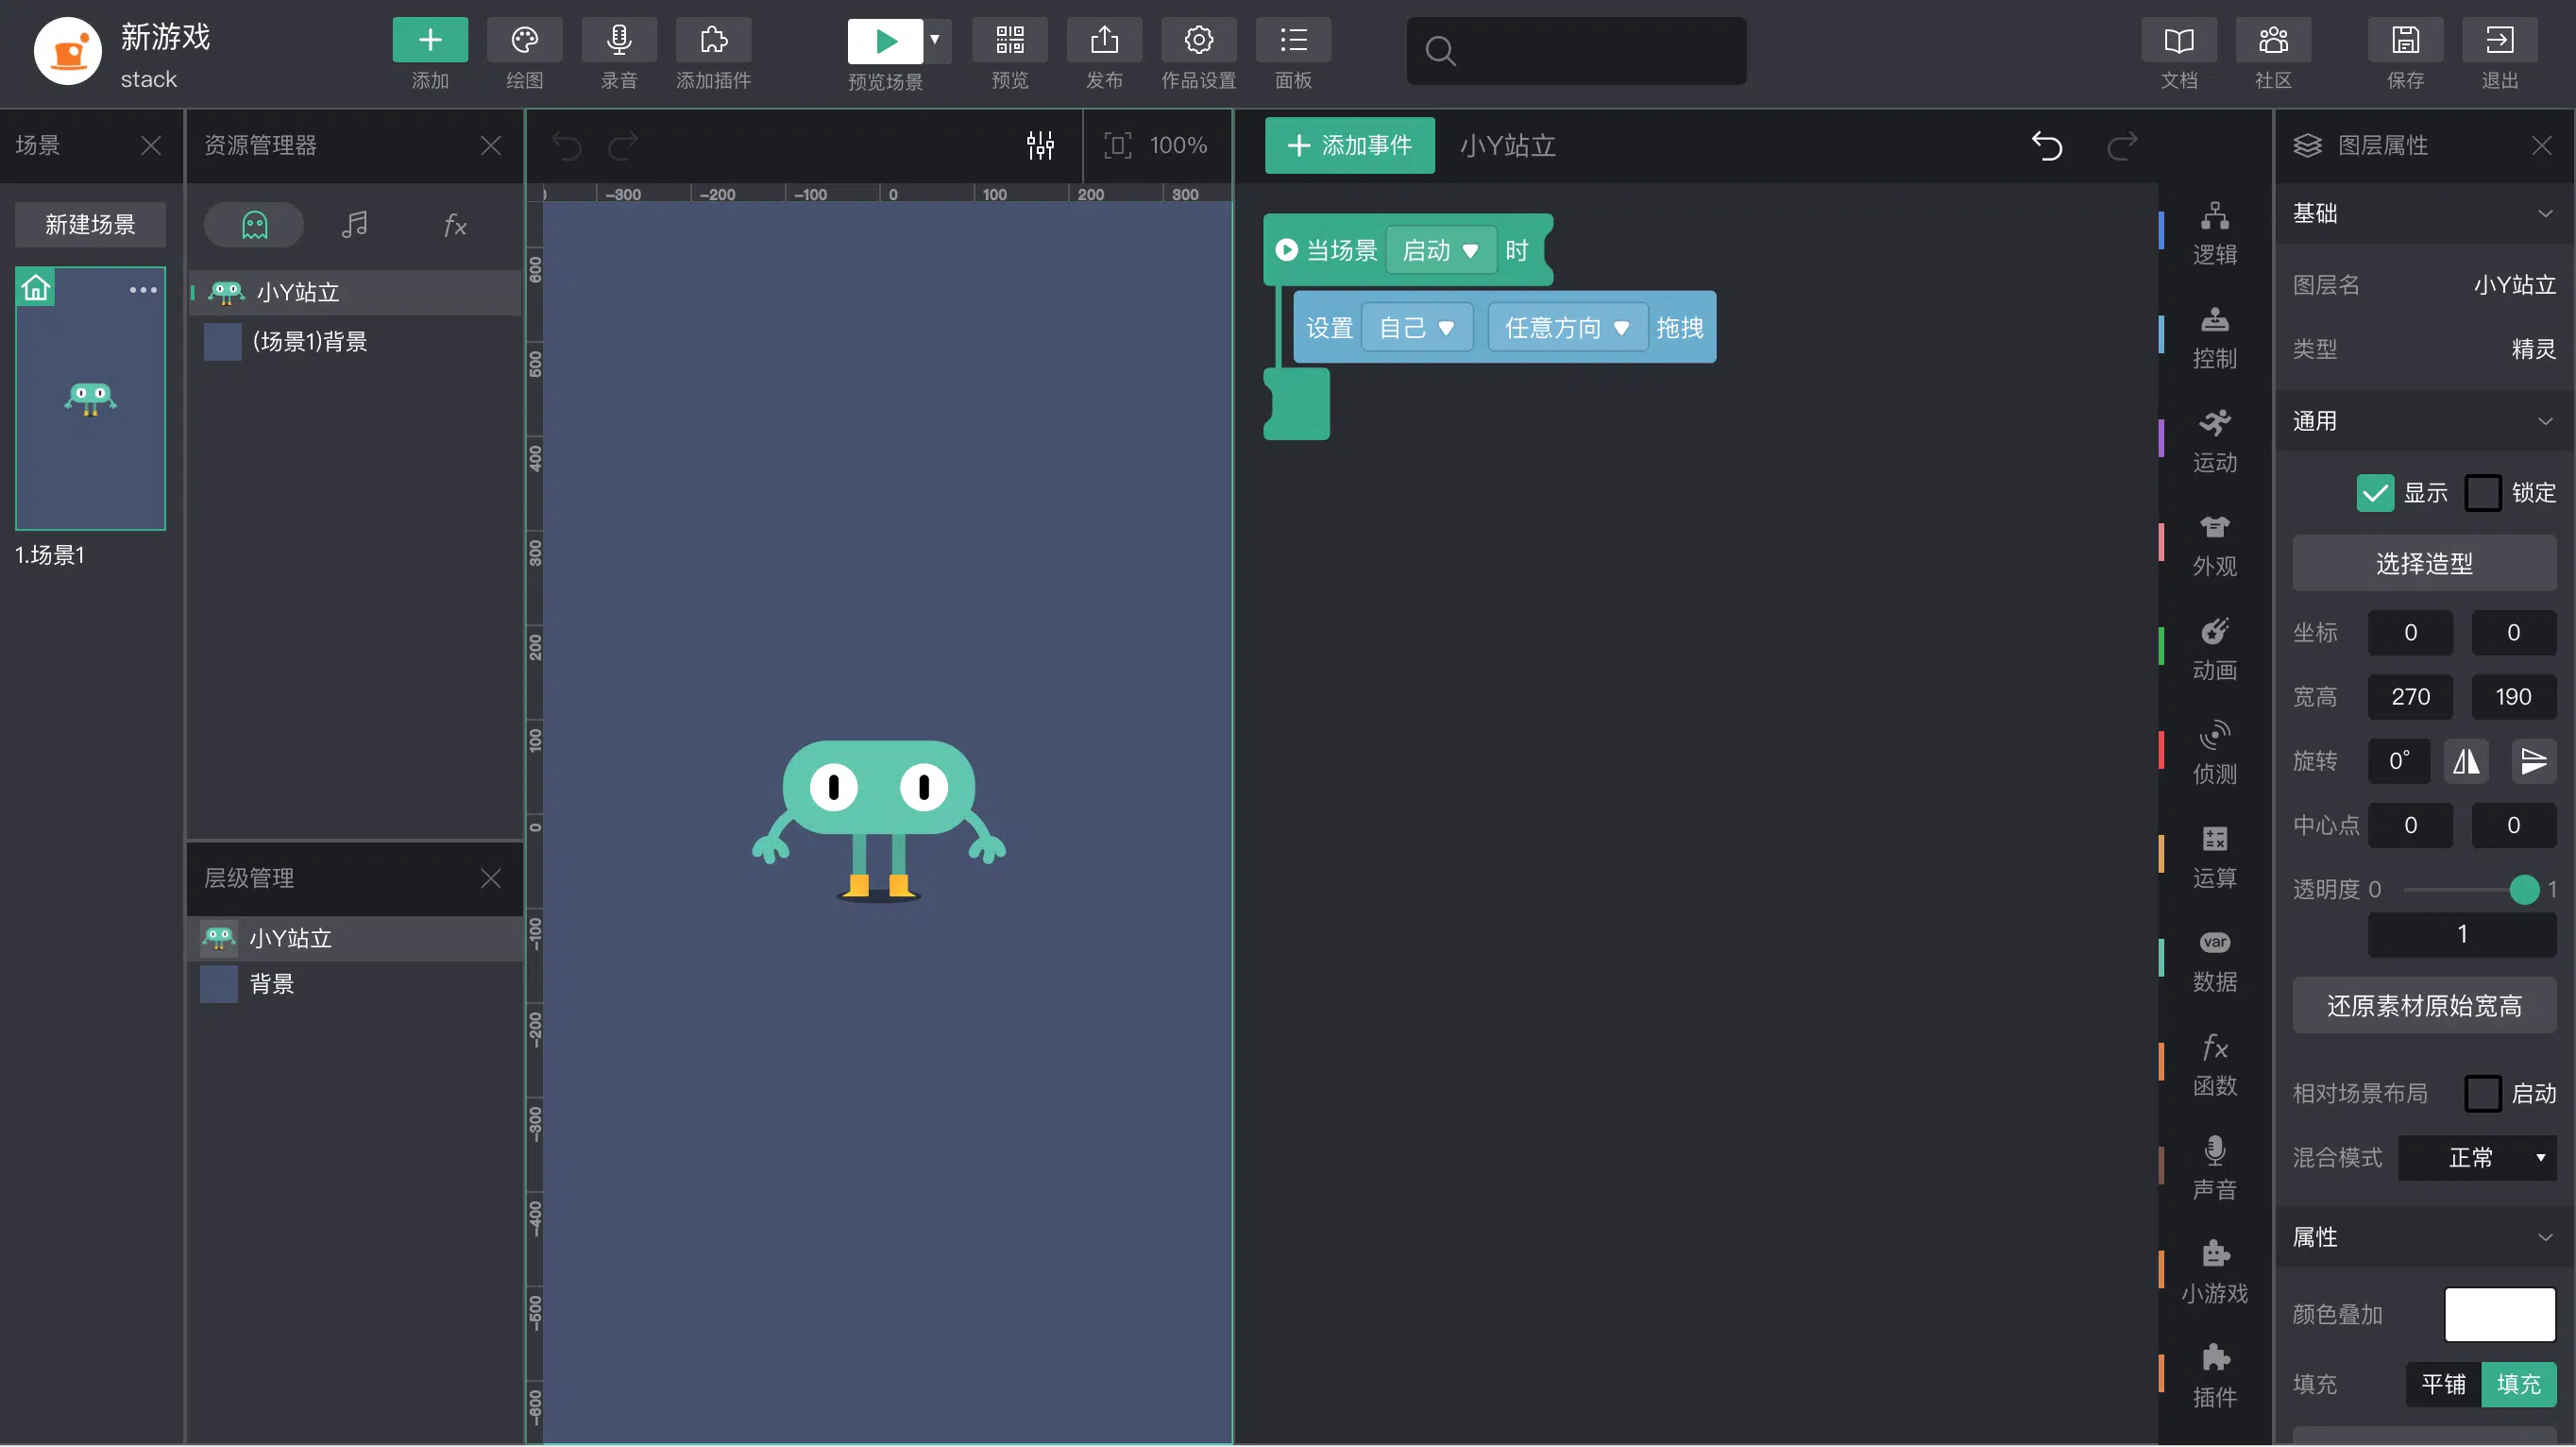 新游戏
stack
添加
绘图
录音
添加插件
预览场景
预览
发布
作品设置
面板
文档
社区
保存
退出
场景
新建场景
1.场景1
资源管理器
fx
小Y站立
(场景1)背景
层级管理
小Y站立
背景
100%
-300 -200 -100 0 100 200 300
600
500
400
300
200
100
0
-100
-200
-300
-400
-500
-600
添加事件 小Y站立
当场景 启动 时
设置 自己 任意方向 拖拽
逻辑
控制
运动
外观
动画
侦测
运算
var
数据
fx
函数
声音
小游戏
插件
图层属性
基础
图层名 小Y站立
类型 精灵
通用
显示 锁定
选择造型
坐标 0 0
宽高 270 190
旋转 0°
中心点 0 0
透明度 0 1
1
还原素材原始宽高
相对场景布局 启动
混合模式 正常
属性
颜色叠加
填充 平铺 填充